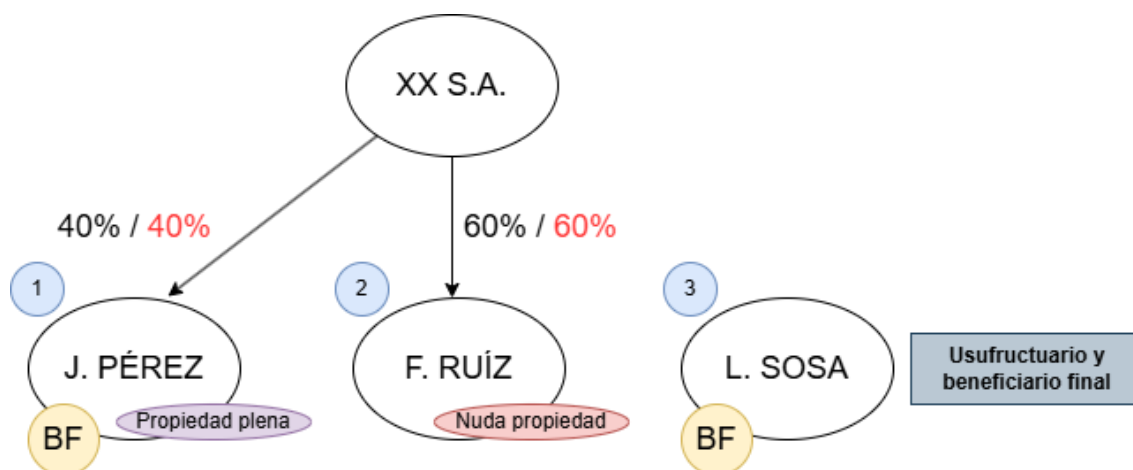 XX S.A.
40% / 40%
60% / 60%
1
2
3
J. PÉREZ
F. RUÍZ
L. SOSA
Usufructuario y
beneficiario final
Propiedad plena
Nuda propiedad
BF
BF